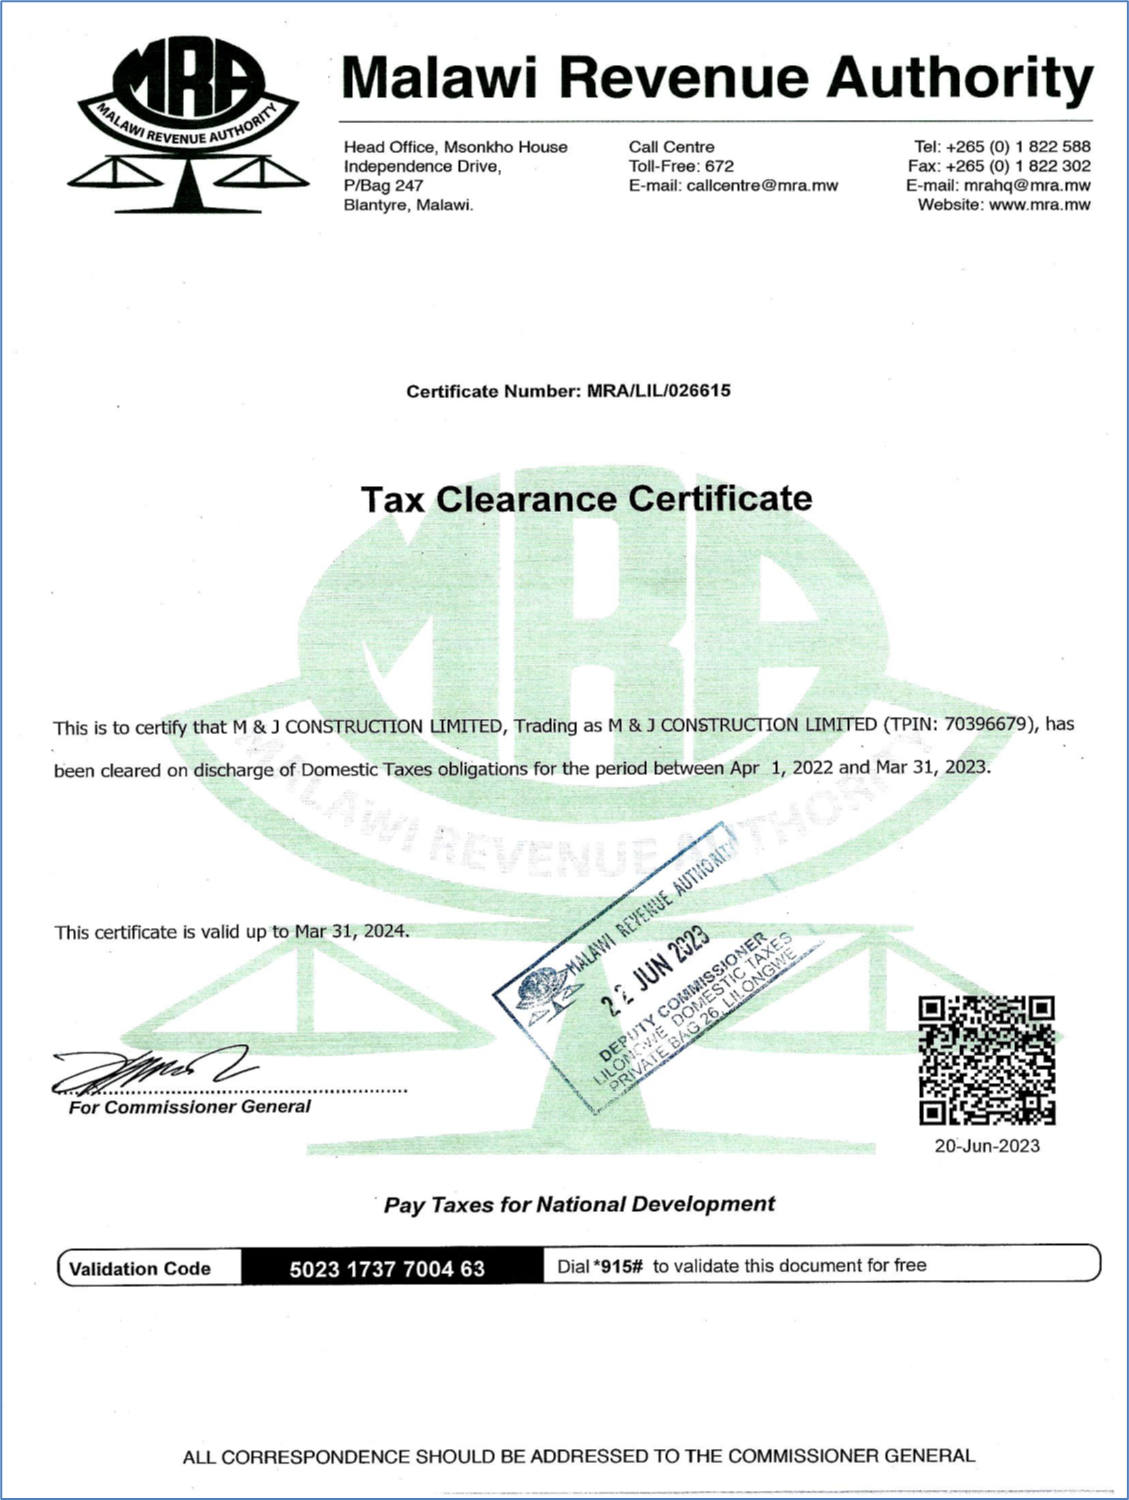 MRA
MALAWI REVENUE AUTHORITY
Malawi Revenue Authority
Head Office, Msonkho House
Independence Drive,
P/Bag 247
Blantyre, Malawi.
Call Centre
Toll-Free: 672
E-mail: callcentre@mra.mw
Tel: +265 (0) 1 822 588
Fax: +265 (0) 1 822 302
E-mail: mrahq@mra.mw
Website: www.mra.mw
Certificate Number: MRA/LIL/026615
MRA
Tax Clearance Certificate
This is to certify that M & J CONSTRUCTION LIMITED, Trading as M & J CONSTRUCTION LIMITED (TPIN: 70396679), has
been cleared on discharge of Domestic Taxes obligations for the period between Apr 1, 2022 and Mar 31, 2023.
MALAWI REVENUE AUTHORITY
This certificate is valid up to Mar 31, 2024.
MALAWI REVENUE AUTHORITY
22 JUN 2023
DEPUTY COMMISSIONER
LILONGWE DOMESTIC TAXES
PRIVATE BAG 26, LILONGWE
For Commissioner General
20-Jun-2023
Pay Taxes for National Development
Validation Code
5023 1737 7004 63
Dial *915# to validate this document for free
ALL CORRESPONDENCE SHOULD BE ADDRESSED TO THE COMMISSIONER GENERAL